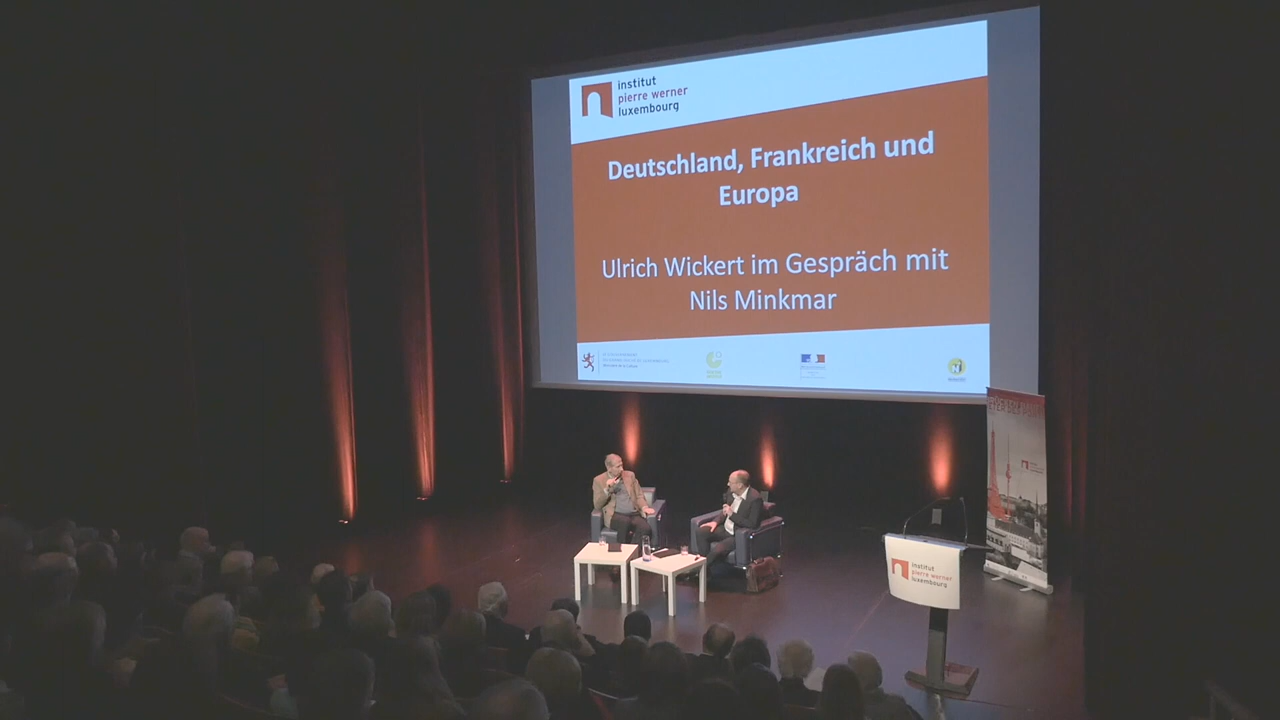 institut
pierre werner
luxembourg
Deutschland, Frankreich und
Europa
Ulrich Wickert im Gespräch mit
Nils Minkmar
institut
pierre werner
luxembourg